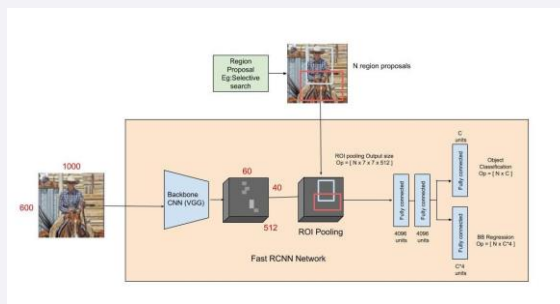 Region
Proposal
Eg:Selective
search
N region proposals
1000
600
Backbone
CNN (VGG)
60
40
512
ROI Pooling
ROI pooling Output size
Op = [ N x 7 x 7 x 512 ]
Fully connected
Fully connected
4096
units
4096
units
C
units
Fully connected
Object
Classification
Op = [ N x C ]
Fully connected
BB Regression
Op = [ N x C*4 ]
C*4
units
Fast RCNN Network